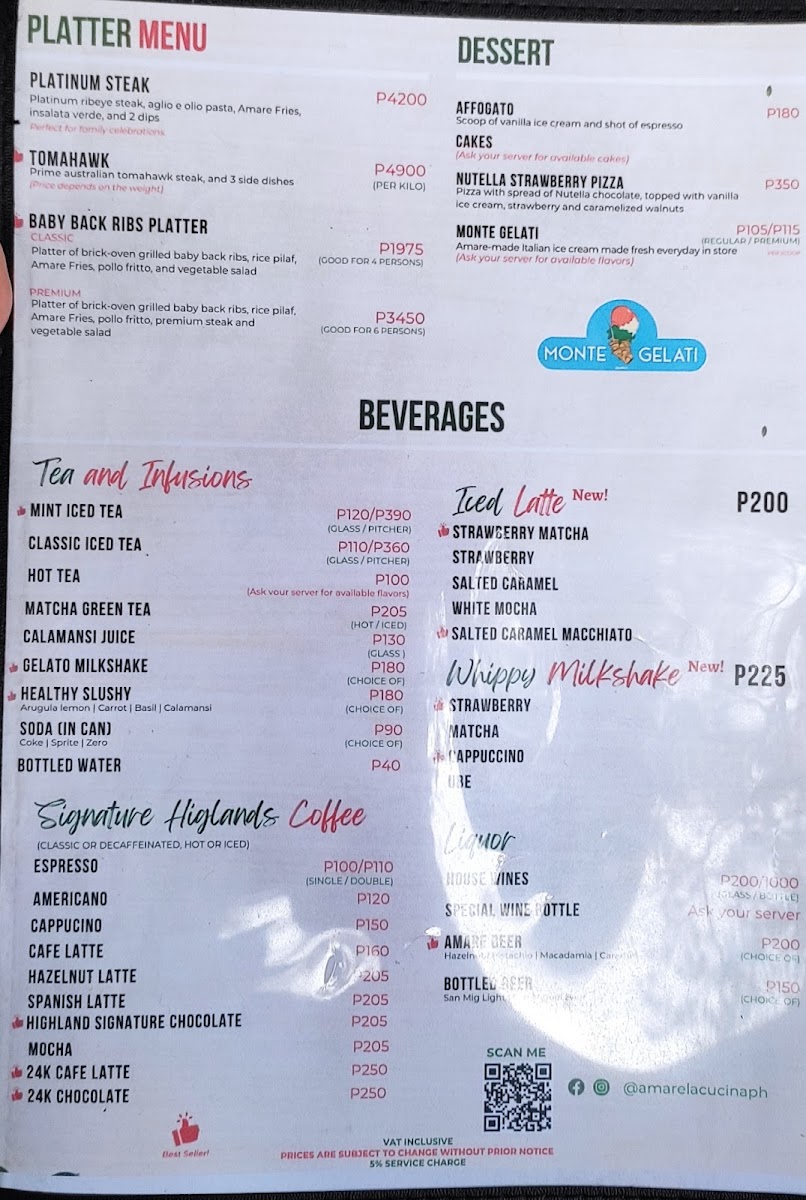 PLATTER MENU
PLATINUM STEAK
P4200
Platinum ribeye steak, aglio e olio pasta, Amare Fries,
insalata verde, and 2 dips
Perfect for family celebrations.
TOMAHAWK
P4900
Prime australian tomahawk steak, and 3 side dishes
(PER KILO)
(Price depends on the weight)
BABY BACK RIBS PLATTER
CLASSIC
P1975
Platter of brick-oven grilled baby back ribs, rice pilaf,
(GOOD FOR 4 PERSONS)
Amare Fries, pollo fritto, and vegetable salad
PREMIUM
Platter of brick-oven grilled baby back ribs, rice pilaf,
P3450
Amare Fries, pollo fritto, premium steak and
(GOOD FOR 6 PERSONS)
vegetable salad
DESSERT
AFFOGATO
P180
Scoop of vanilla ice cream and shot of espresso
CAKES
(Ask your server for available cakes)
NUTELLA STRAWBERRY PIZZA
P350
Pizza with spread of Nutella chocolate, topped with vanilla
ice cream, strawberry and caramelized walnuts
MONTE GELATI
P105/P115
(REGULAR / PREMIUM)
Amare-made Italian ice cream made fresh everyday in store
(Ask your server for available flavors)
MONTE GELATI
BEVERAGES
Tea and Infusions
MINT ICED TEA
P120/P390
(GLASS / PITCHER)
CLASSIC ICED TEA
P110/P360
(GLASS / PITCHER)
HOT TEA
P100
(Ask your server for available flavors)
MATCHA GREEN TEA
P205
(HOT / ICED)
CALAMANSI JUICE
P130
(GLASS )
GELATO MILKSHAKE
P180
(CHOICE OF)
HEALTHY SLUSHY
P180
Arugula lemon | Carrot | Basil | Calamansi
(CHOICE OF)
SODA (IN CAN)
P90
Coke | Sprite | Zero
(CHOICE OF)
BOTTLED WATER
P40
Signature Higlands Coffee
(CLASSIC OR DECAFFEINATED, HOT OR ICED)
ESPRESSO
P100/P110
(SINGLE / DOUBLE)
AMERICANO
P120
CAPPUCINO
P150
CAFE LATTE
P160
HAZELNUT LATTE
P205
SPANISH LATTE
P205
HIGHLAND SIGNATURE CHOCOLATE
P205
MOCHA
P205
24K CAFE LATTE
P250
24K CHOCOLATE
P250
Best Seller!
Iced Latte New!
P200
STRAWBERRY MATCHA
STRAWBERRY
SALTED CARAMEL
WHITE MOCHA
SALTED CARAMEL MACCHIATO
Whippy Milkshake New!
P225
STRAWBERRY
MATCHA
CAPPUCCINO
UBE
Liquor
HOUSE WINES
P200/1000
(GLASS / BOTTLE)
SPECIAL WINE BOTTLE
Ask your server
AMARE BEER
P200
Hazelnut | Pistachio | Macadamia |
(CHOICE OF)
BOTTLED BEER
P150
San Mig Light
(CHOICE OF)
SCAN ME
@amarelacucinaph
VAT INCLUSIVE
PRICES ARE SUBJECT TO CHANGE WITHOUT PRIOR NOTICE
5% SERVICE CHARGE